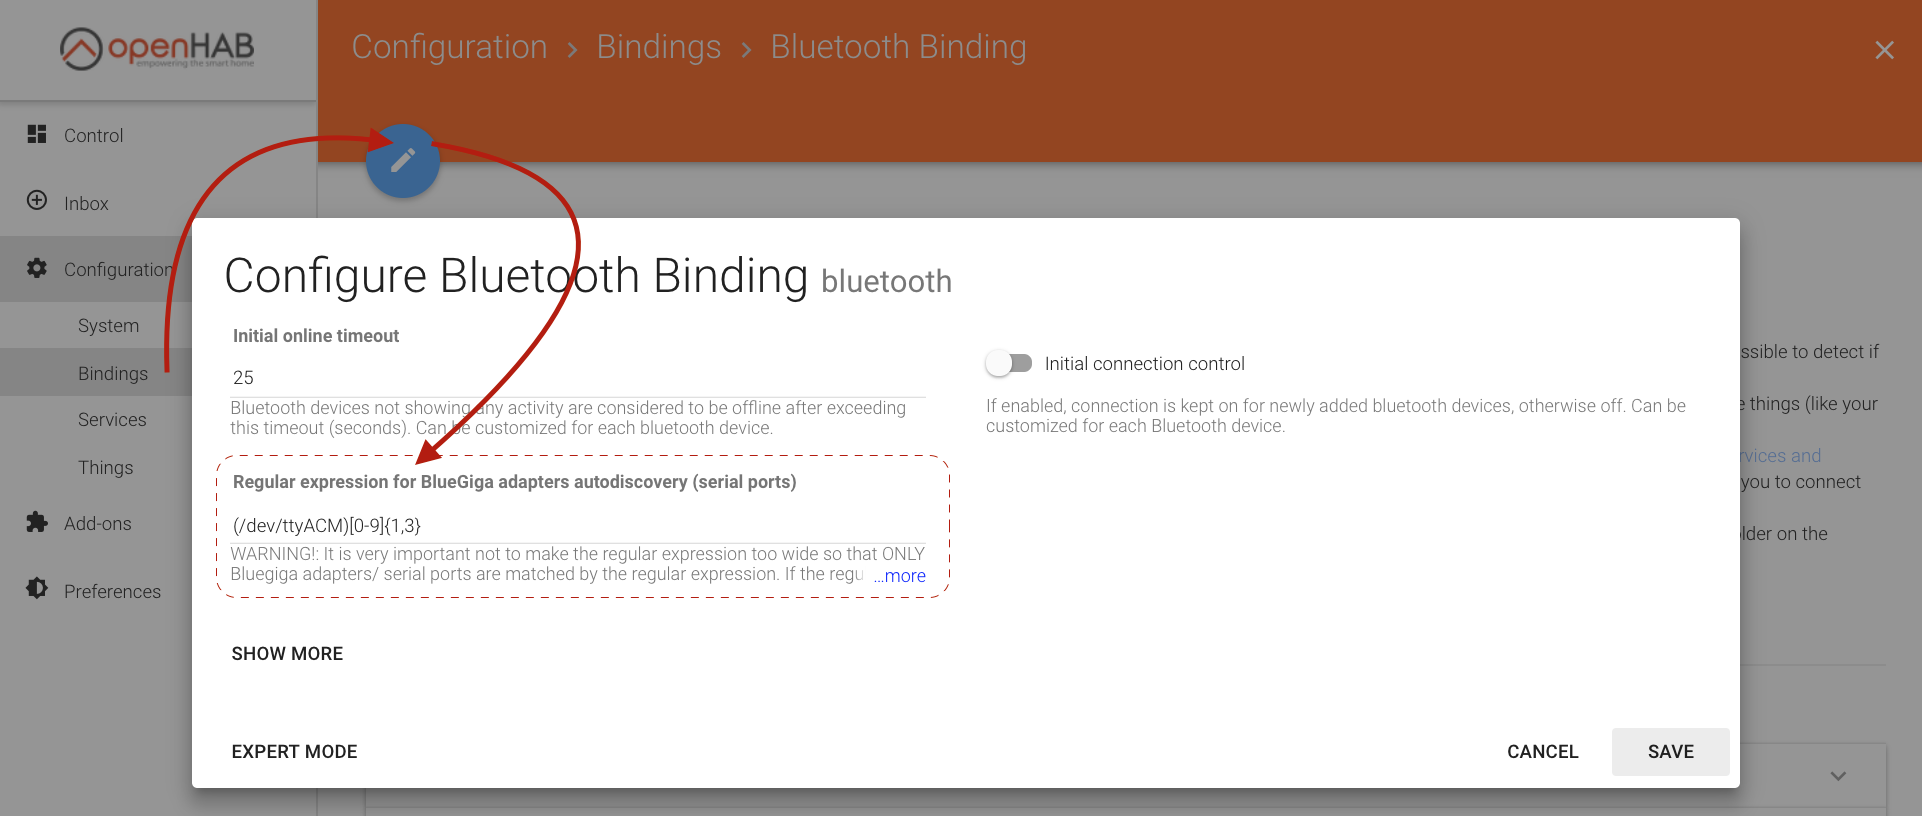 openHAB
empowering the smart home
Configuration > Bindings > Bluetooth Binding
Control
Inbox
Configuration
System
Bindings
Services
Things
Add-ons
Preferences
Configure Bluetooth Binding bluetooth
Initial online timeout
25
Bluetooth devices not showing any activity are considered to be offline after exceeding
this timeout (seconds). Can be customized for each bluetooth device.
Initial connection control
If enabled, connection is kept on for newly added bluetooth devices, otherwise off. Can be
customized for each Bluetooth device.
Regular expression for BlueGiga adapters autodiscovery (serial ports)
(/dev/ttyACM)[0-9]{1,3}
WARNING!: It is very important not to make the regular expression too wide so that ONLY
Bluegiga adapters/ serial ports are matched by the regular expression. If the regu ...more
SHOW MORE
EXPERT MODE
CANCEL
SAVE
ssible to detect if
e things (like your
rvices and
you to connect
older on the